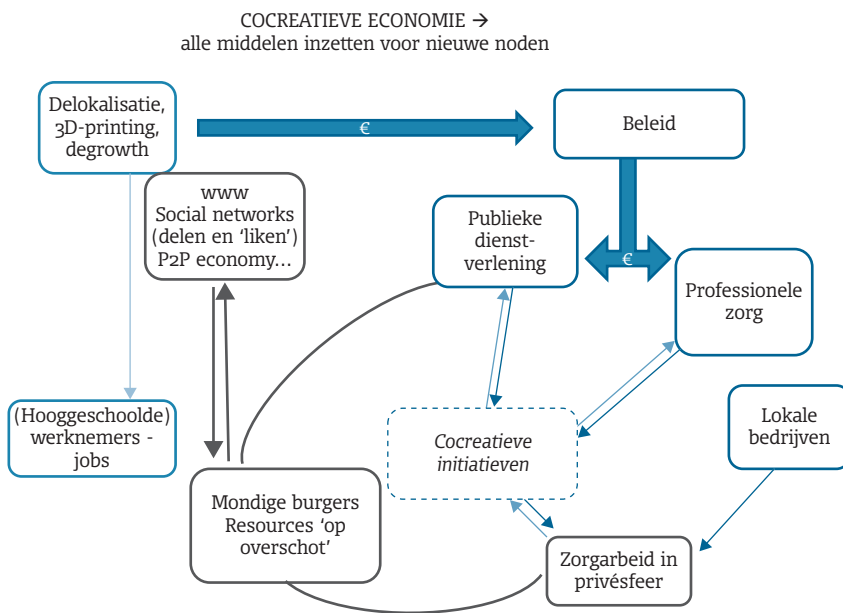 COCREATIEVE ECONOMIE →
alle middelen inzetten voor nieuwe noden
Delokalisatie,
3D-printing,
degrowth
€
Beleid
www
Social networks
(delen en ‘liken’)
P2P economy…
Publieke
dienst-
verlening
€
Professionele
zorg
(Hooggeschoolde)
werknemers -
jobs
Cocreatieve
initiatieven
Lokale
bedrijven
Mondige burgers
Resources ‘op
overschot’
Zorgarbeid in
privésfeer